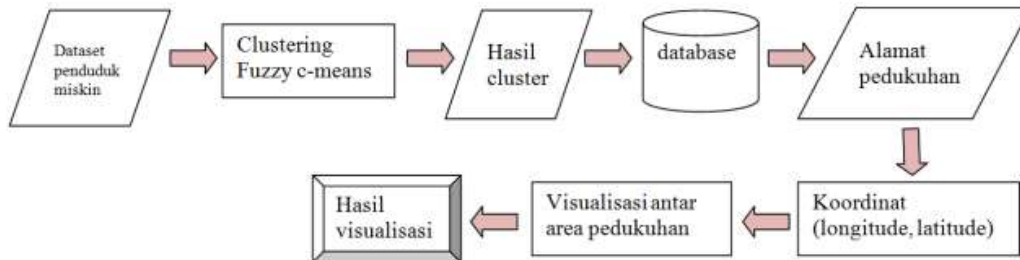 Dataset
penduduk
miskin
Clustering
Fuzzy c-means
Hasil
cluster
database
Alamat
pedukuhan
Koordinat
(longitude, latitude)
Visualisasi antar
area pedukuhan
Hasil
visualisasi